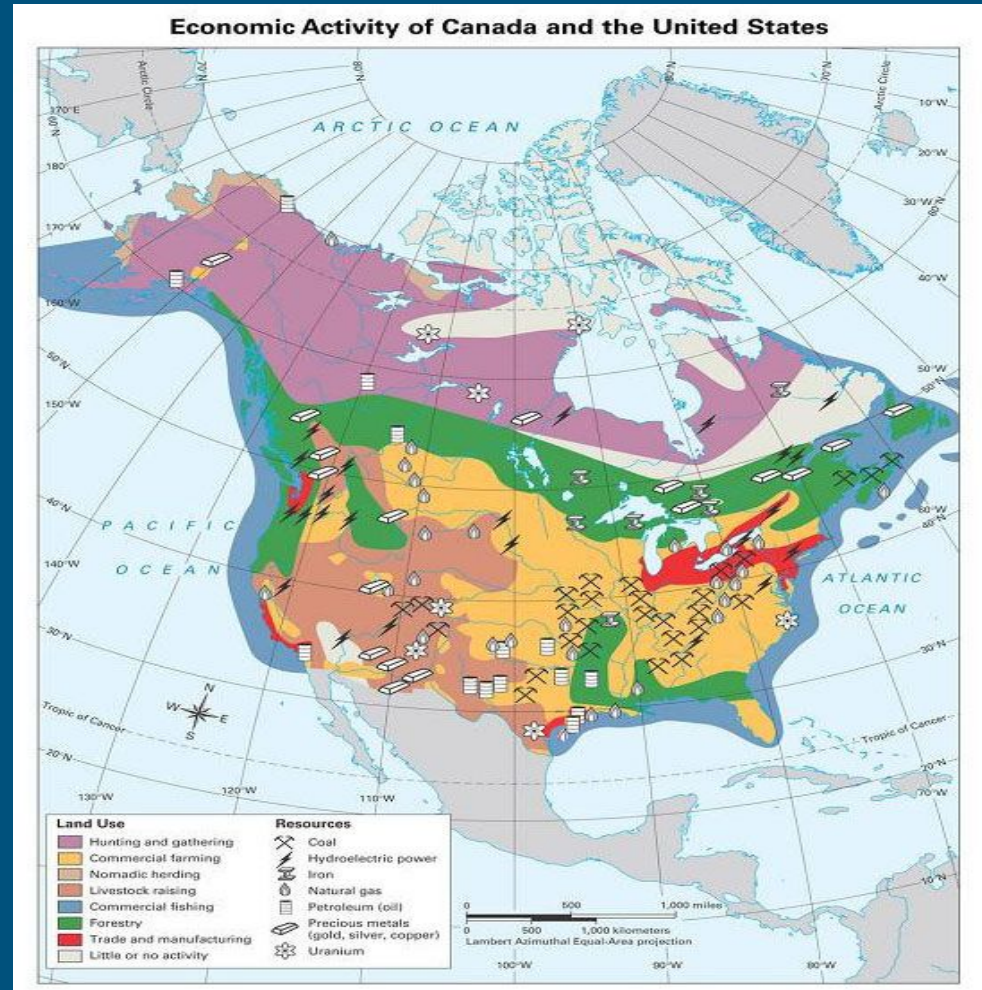 Economic Activity of Canada and the United States
Arctic Circle
70°N
80°N
80°N
70°N
Arctic Circle
170°E
60°N
180
170°W
160°W
50°N
150°W
40°N
140°W
30°N
10°W
20°W
30°W
60°N
40°W
50°W
50°N
60°W
40°N
30°N
ARCTIC OCEAN
PACIFIC
OCEAN
ATLANTIC
OCEAN
N
W
E
S
Tropic of Cancer
20°N
Tropic of Cancer
20°N
70°W
130°W
120°W
110°W
10°N
Land Use
Hunting and gathering
Commercial farming
Nomadic herding
Livestock raising
Commercial fishing
Forestry
Trade and manufacturing
Little or no activity
Resources
Coal
Hydroelectric power
Iron
Natural gas
Petroleum (oil)
Precious metals
(gold, silver, copper)
Uranium
0 500 1,000 miles
0 500 1,000 kilometers
Lambert Azimuthal Equal-Area projection
100°W
90°W
80°W